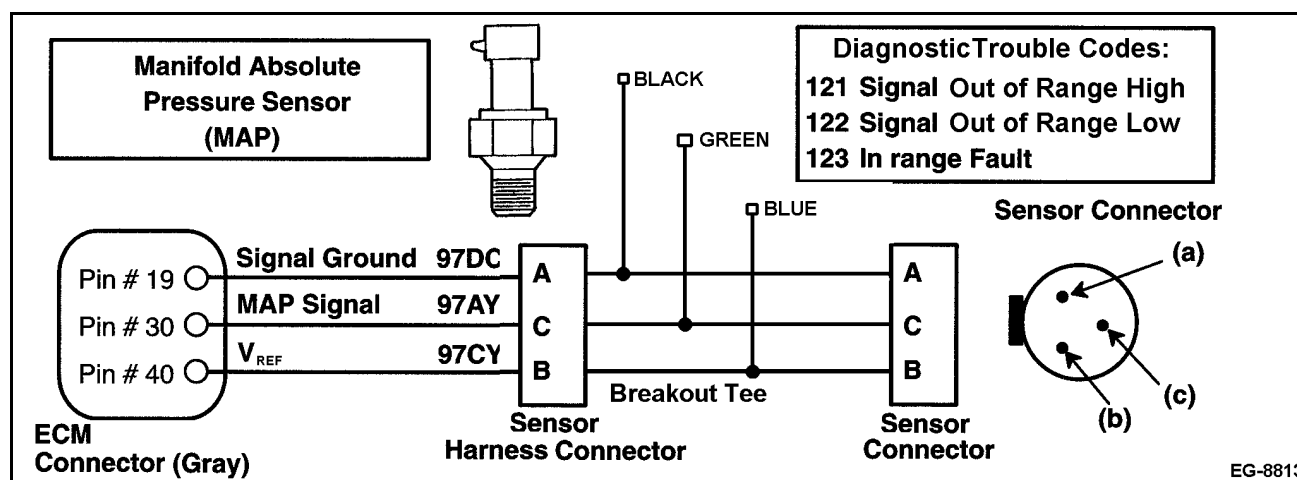 Manifold Absolute
Pressure Sensor
(MAP)
Diagnostic Trouble Codes:
121 Signal Out of Range High
122 Signal Out of Range Low
123 In range Fault
BLACK
GREEN
BLUE
Sensor Connector
(a)
(b)
(c)
Pin # 19
Signal Ground 97DC
A
A
Pin # 30
MAP Signal 97AY
C
C
Pin # 40
VREF 97CY
B
B
Breakout Tee
ECM
Connector (Gray)
Sensor
Harness Connector
Sensor
Connector